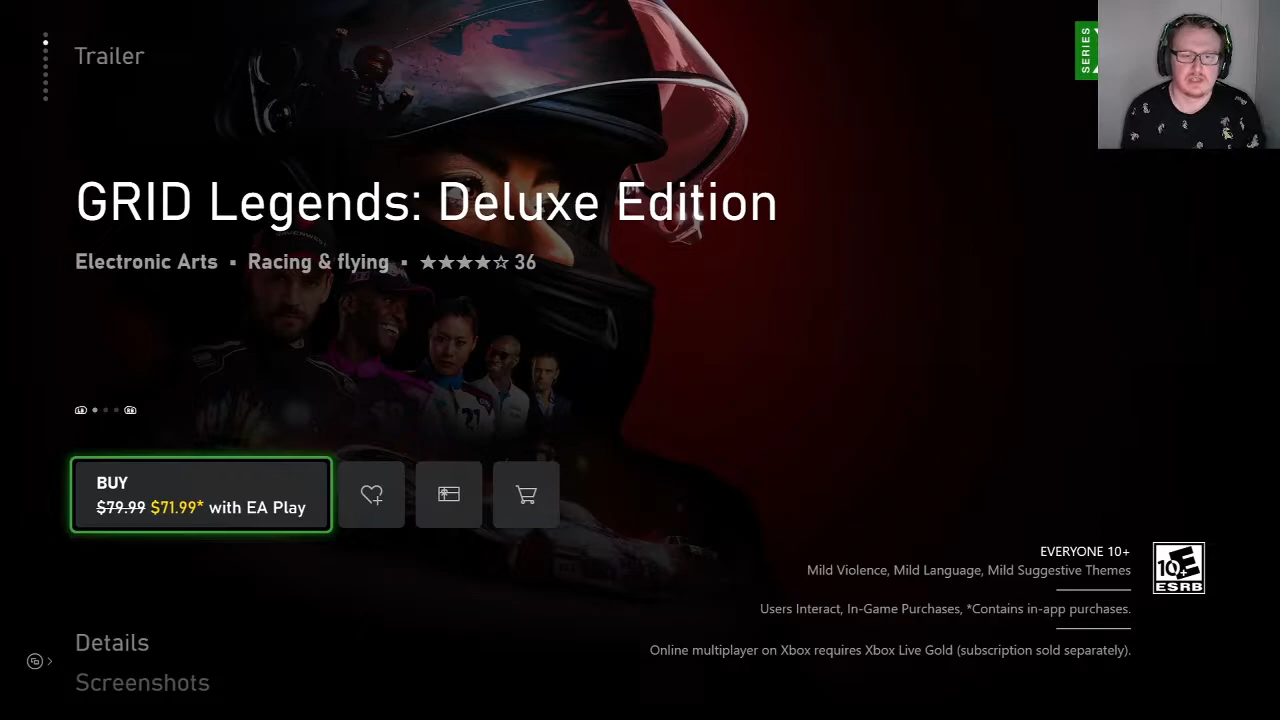 Trailer
SERIES
GRID Legends: Deluxe Edition
Electronic Arts ▪ Racing & flying ▪ ★★★★☆ 36
BUY
$79.99 $71.99* with EA Play
EVERYONE 10+
Mild Violence, Mild Language, Mild Suggestive Themes
Users Interact, In-Game Purchases, *Contains in-app purchases.
Online multiplayer on Xbox requires Xbox Live Gold (subscription sold separately).
10+
E
ESRB
Details
Screenshots